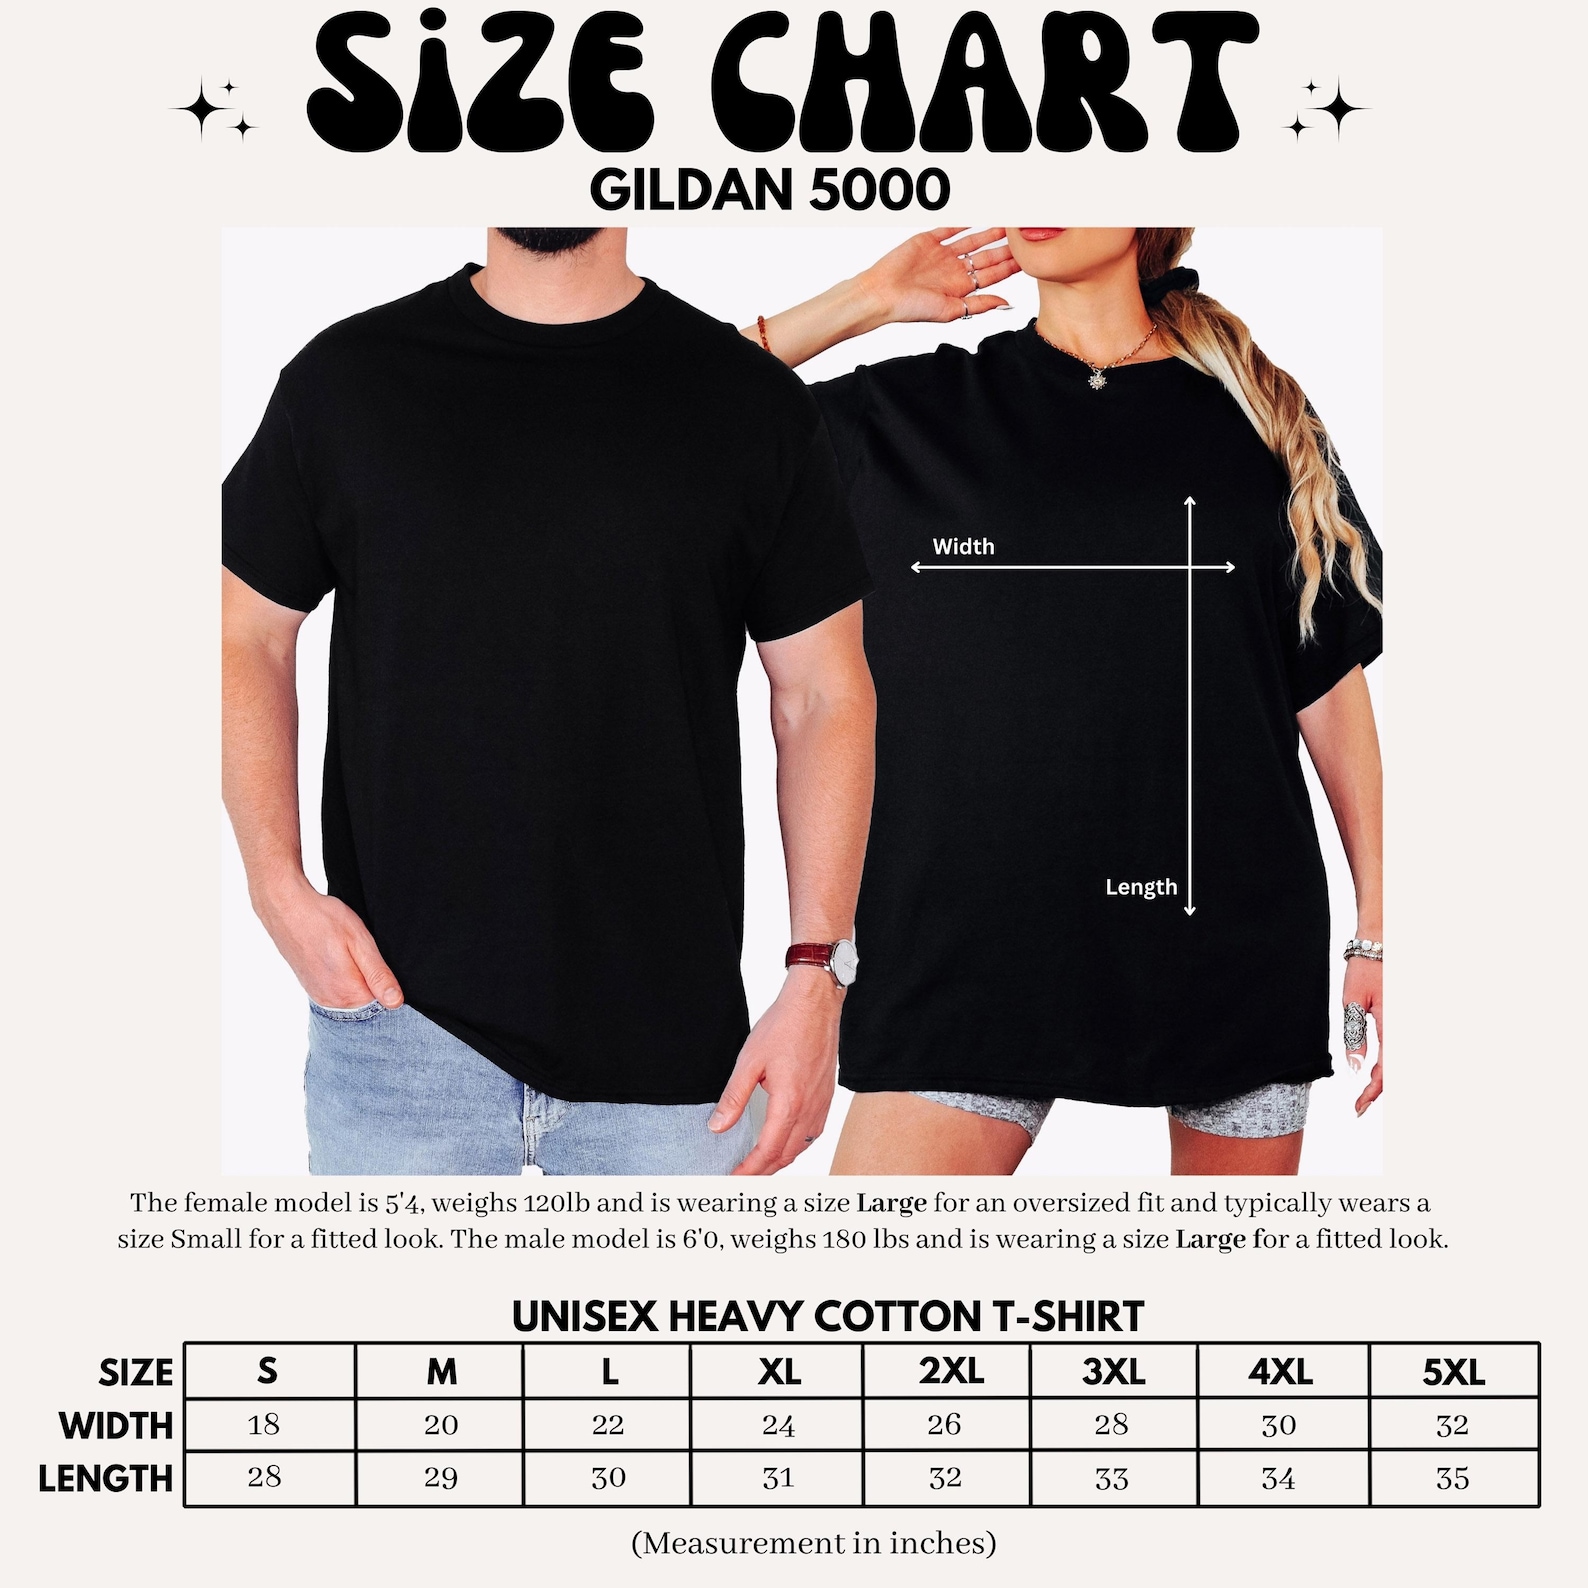 SiZE CHART
GILDAN 5000
Width
Length
The female model is 5'4, weighs 120lb and is wearing a size Large for an oversized fit and typically wears a
size Small for a fitted look. The male model is 6'0, weighs 180 lbs and is wearing a size Large for a fitted look.
UNISEX HEAVY COTTON T-SHIRT
SIZE S M L XL 2XL 3XL 4XL 5XL
WIDTH 18 20 22 24 26 28 30 32
LENGTH 28 29 30 31 32 33 34 35
(Measurement in inches)